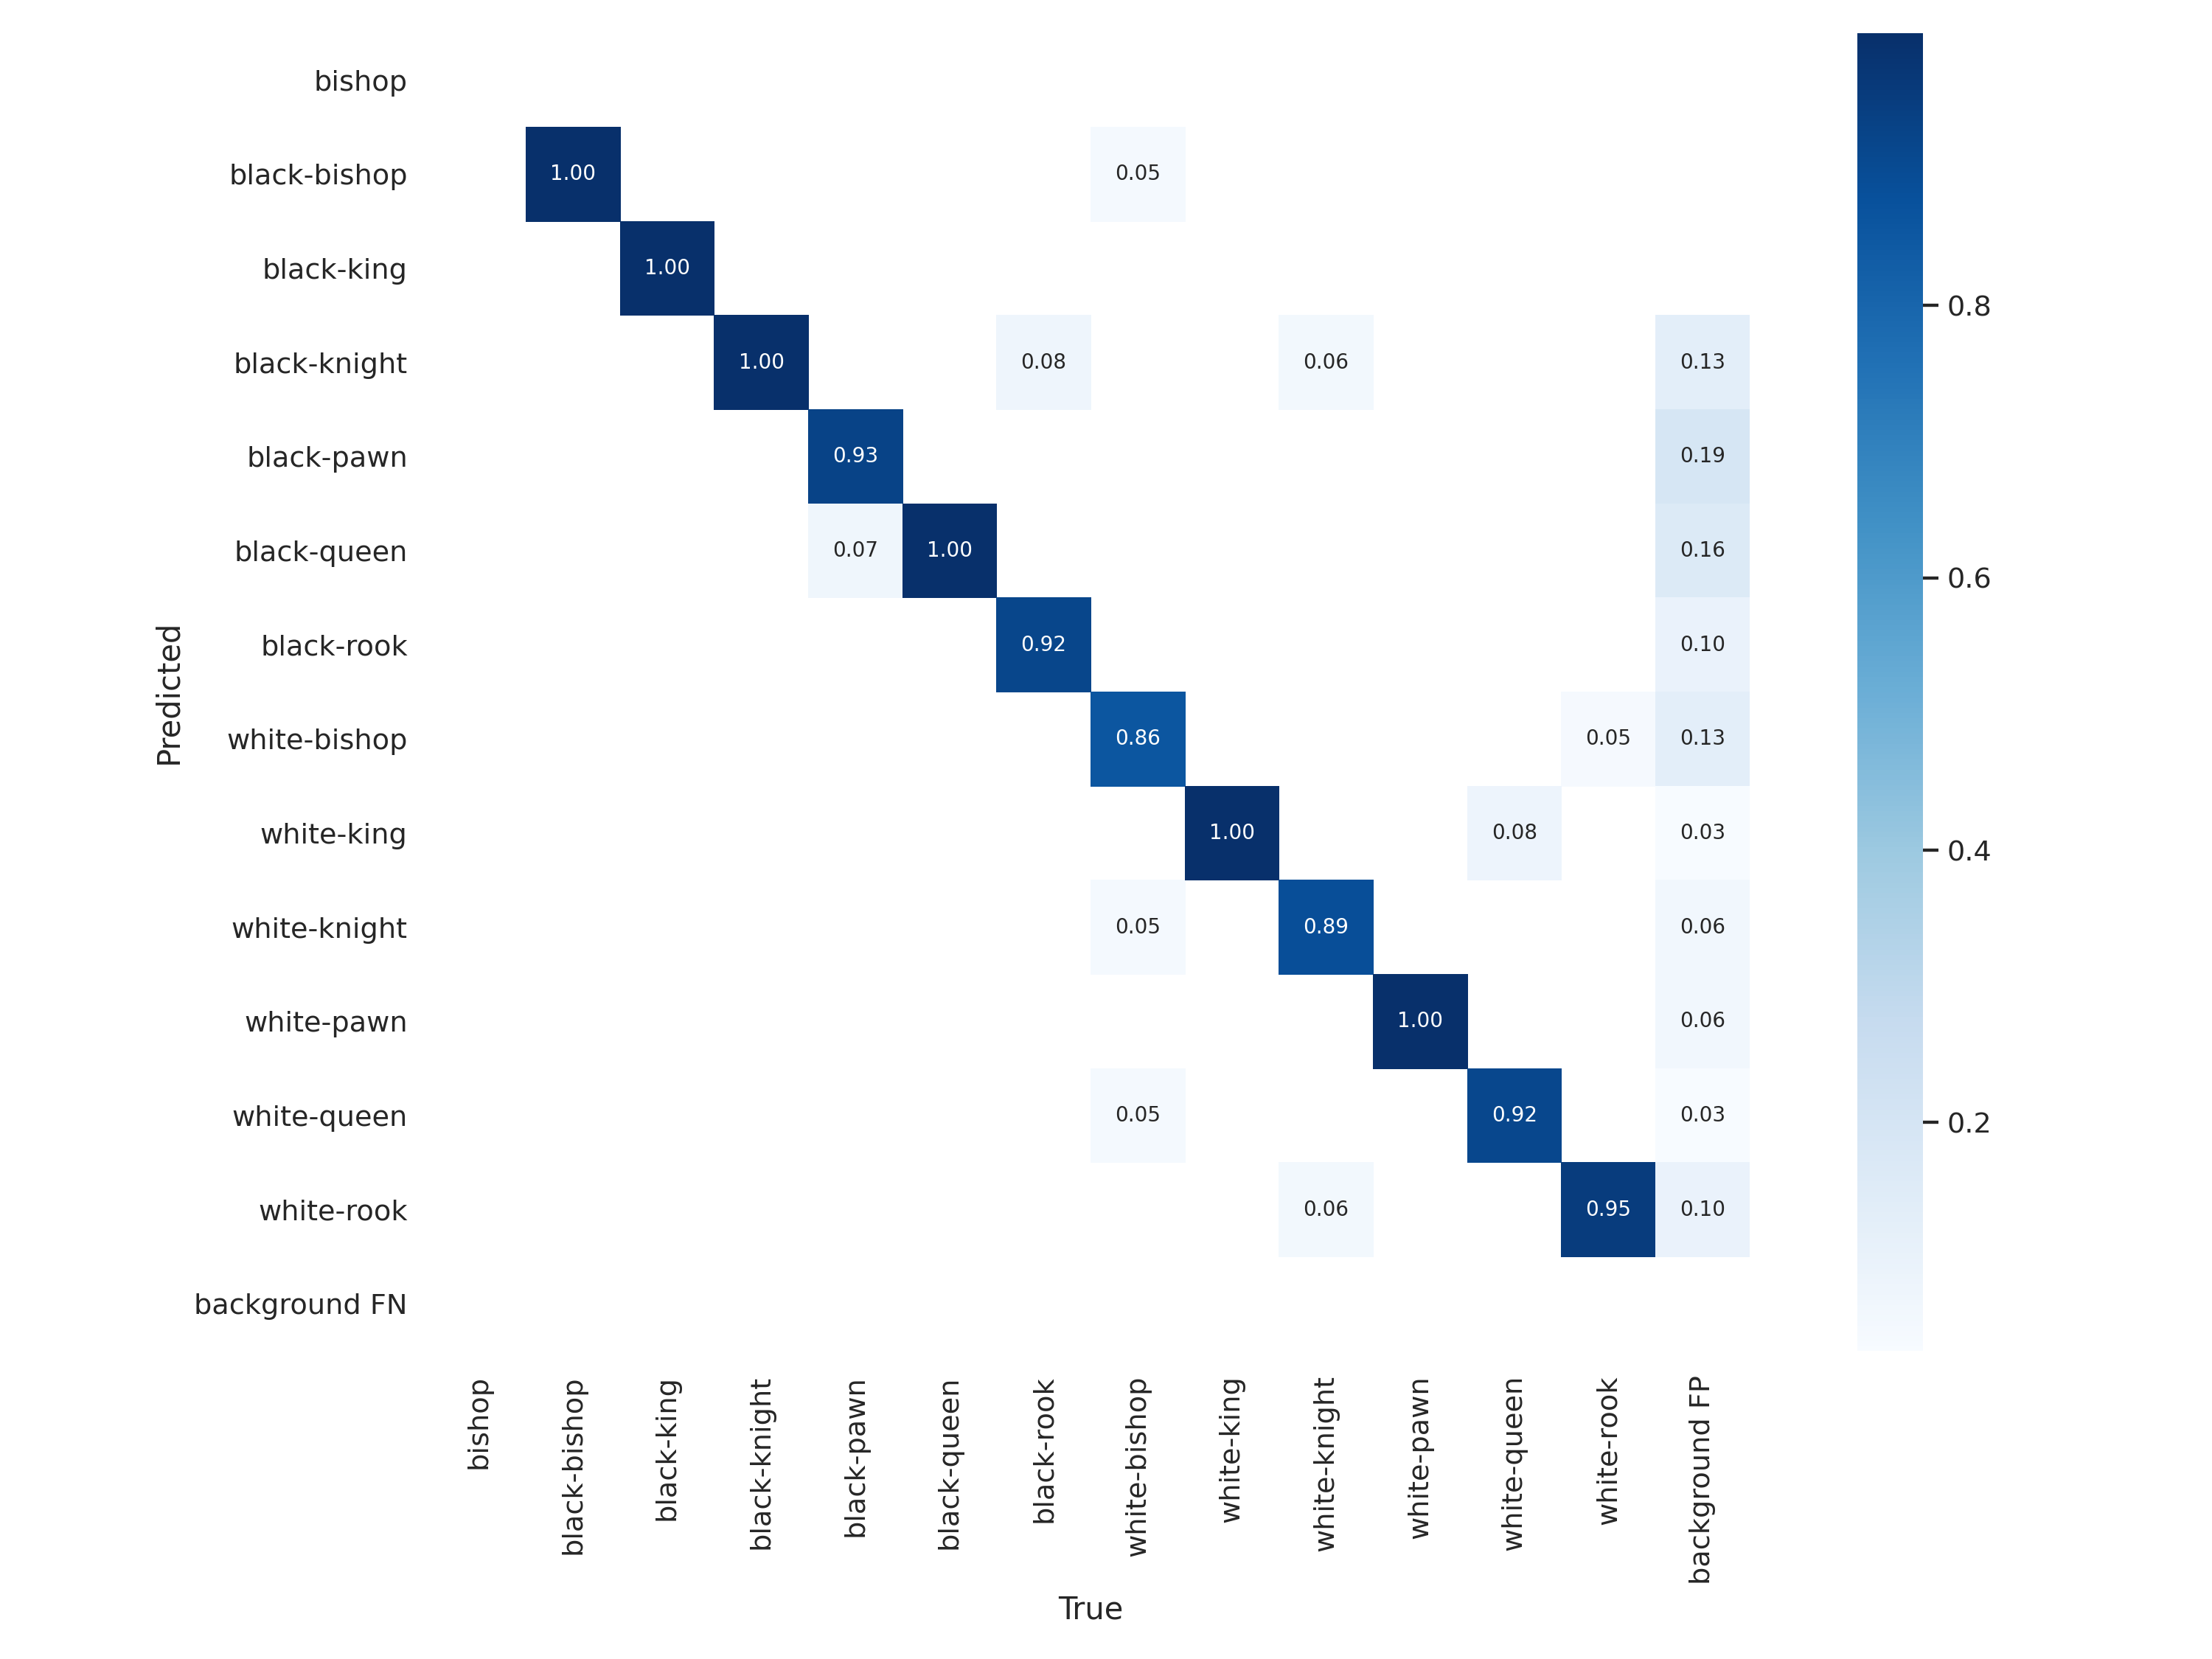 bishop
black-bishop 1.00 0.05
black-king 1.00
0.8
black-knight 1.00 0.08 0.06 0.13
black-pawn 0.93 0.19
black-queen 0.07 1.00 0.16
0.6
black-rook 0.92 0.10
Predicted
white-bishop 0.86 0.05 0.13
white-king 1.00 0.08 0.03
0.4
white-knight 0.05 0.89 0.06
white-pawn 1.00 0.06
white-queen 0.05 0.92 0.03
0.2
white-rook 0.06 0.95 0.10
background FN
bishop
black-bishop
black-king
black-knight
black-pawn
black-queen
black-rook
white-bishop
white-king
white-knight
white-pawn
white-queen
white-rook
background FP
True